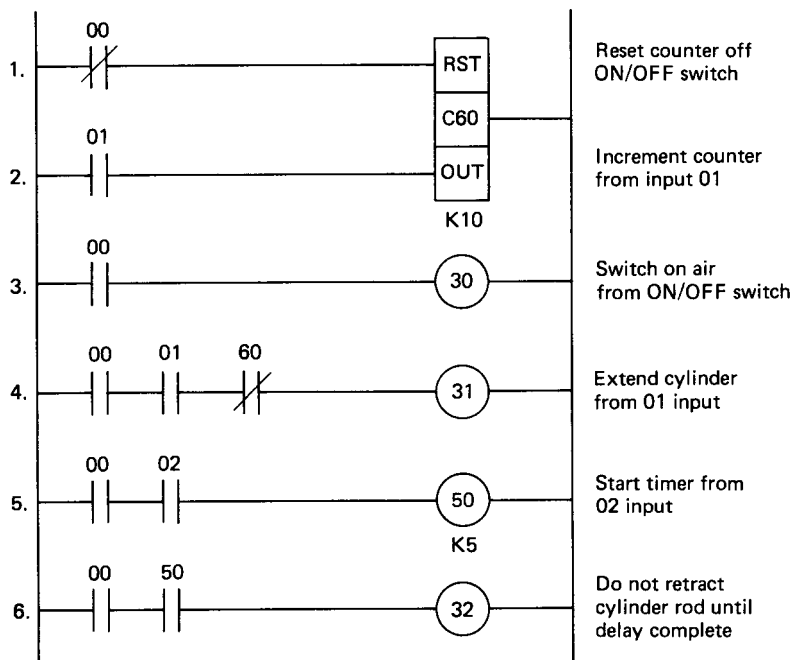 00
1.
RST
Reset counter off
ON/OFF switch
C60
01
2.
OUT
Increment counter
from input 01
K10
00
3.
30
Switch on air
from ON/OFF switch
00 01 60
4.
31
Extend cylinder
from 01 input
00 02
5.
50
Start timer from
02 input
K5
00 50
6.
32
Do not retract
cylinder rod until
delay complete